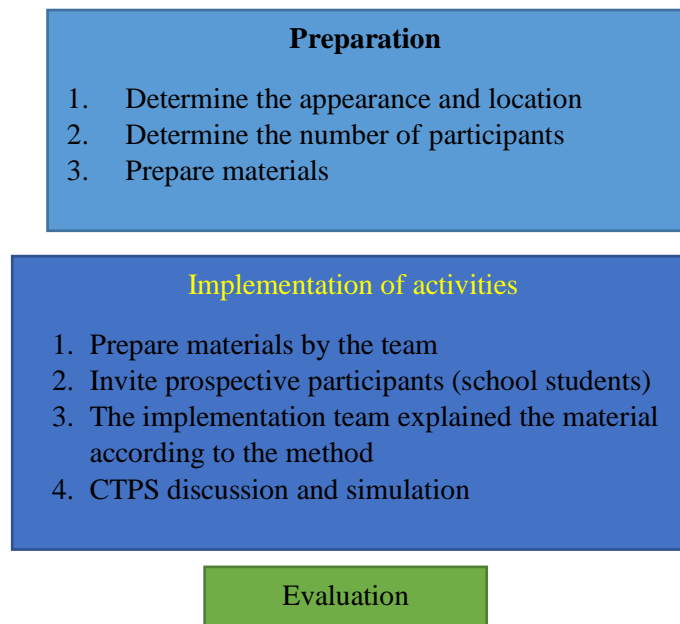 Preparation
1. Determine the appearance and location
2. Determine the number of participants
3. Prepare materials
Implementation of activities
1. Prepare materials by the team
2. Invite prospective participants (school students)
3. The implementation team explained the material
according to the method
4. CTPS discussion and simulation
Evaluation